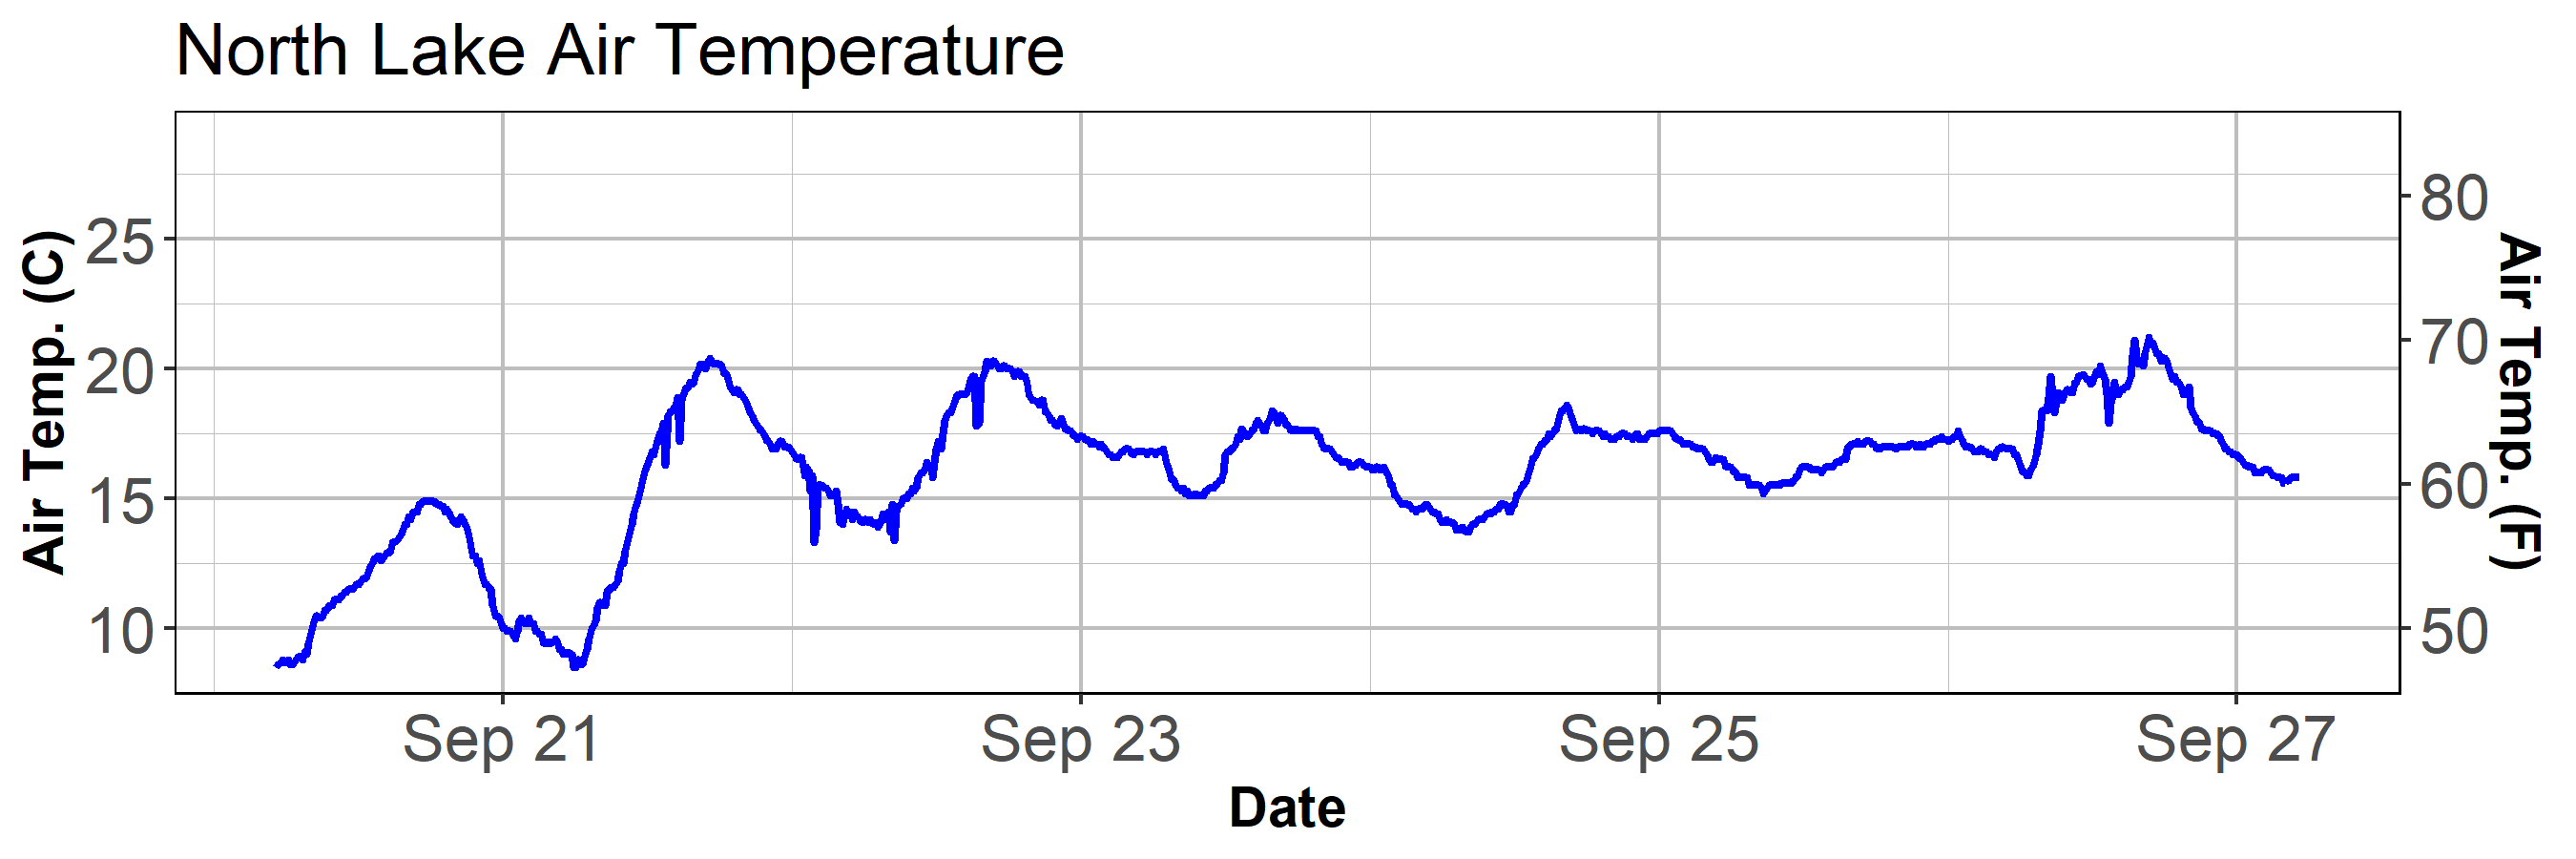 North Lake Air Temperature
Air Temp. (C)
25
20
15
10
80
70
60
50
Air Temp. (F)
Sep 21
Sep 23
Sep 25
Sep 27
Date